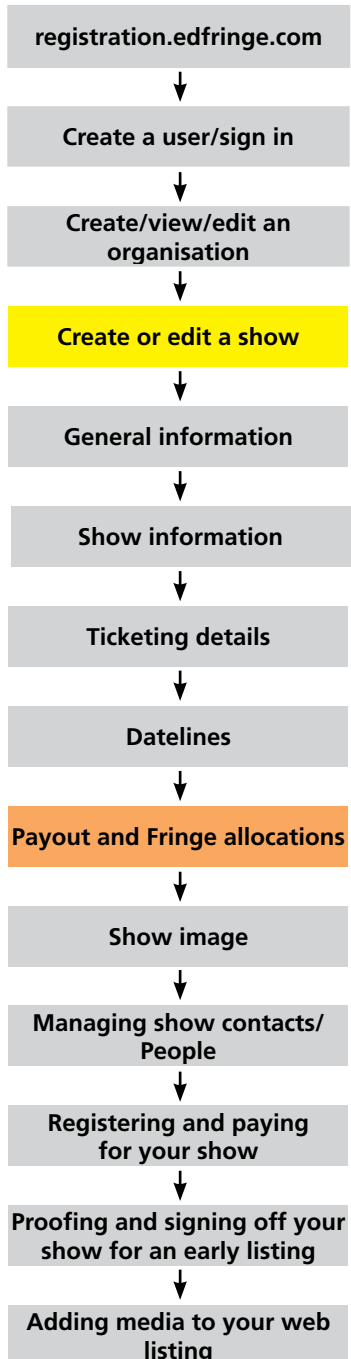 registration.edfringe.com
Create a user/sign in
Create/view/edit an
organisation
Create or edit a show
General information
Show information
Ticketing details
Datelines
Payout and Fringe allocations
Show image
Managing show contacts/
People
Registering and paying
for your show
Proofing and signing off your
show for an early listing
Adding media to your web
listing